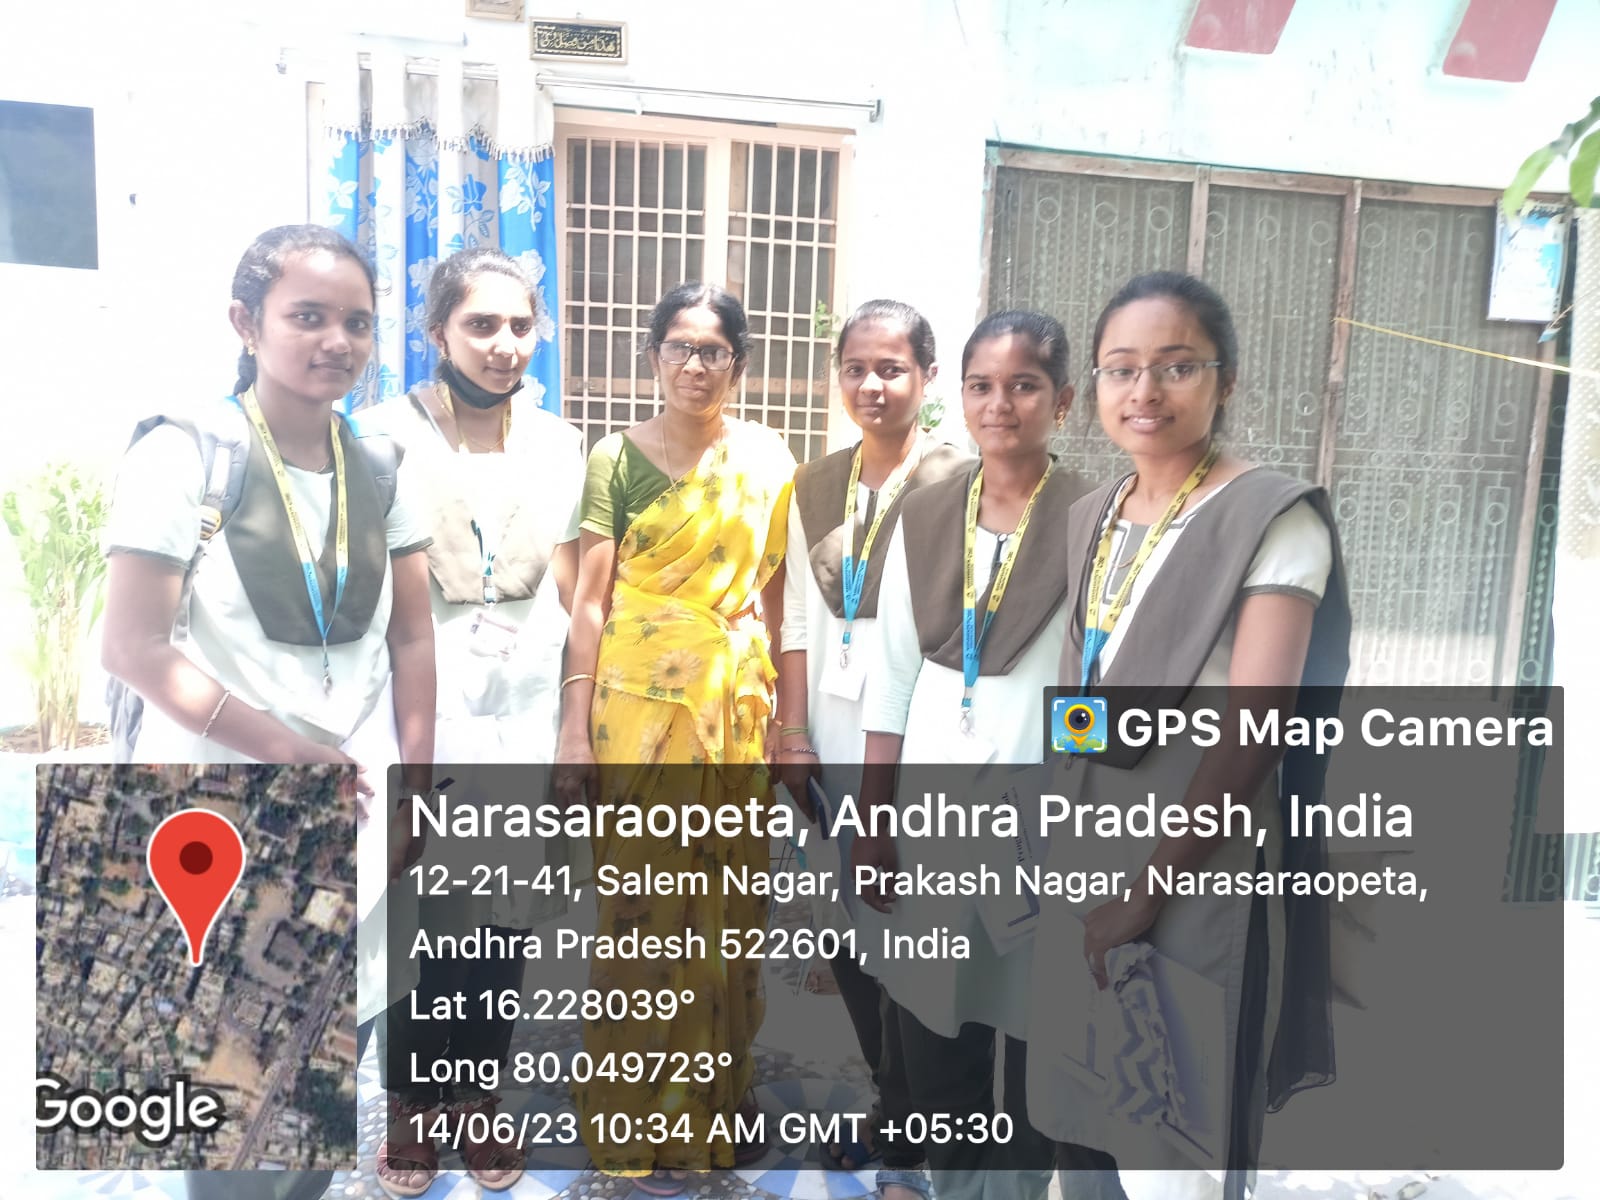 GPS Map Camera
Narasaraopeta, Andhra Pradesh, India
12-21-41, Salem Nagar, Prakash Nagar, Narasaraopeta,
Andhra Pradesh 522601, India
Lat 16.228039°
Long 80.049723°
14/06/23 10:34 AM GMT +05:30
Google